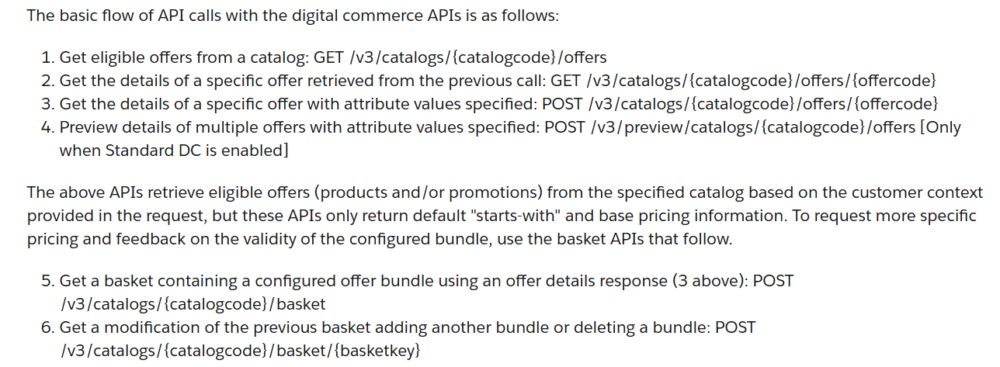 The basic flow of API calls with the digital commerce APIs is as follows:
1. Get eligible offers from a catalog: GET /v3/catalogs/{catalogcode}/offers
2. Get the details of a specific offer retrieved from the previous call: GET /v3/catalogs/{catalogcode}/offers/{offercode}
3. Get the details of a specific offer with attribute values specified: POST /v3/catalogs/{catalogcode}/offers/{offercode}
4. Preview details of multiple offers with attribute values specified: POST /v3/preview/catalogs/{catalogcode}/offers [Only
when Standard DC is enabled]
The above APIs retrieve eligible offers (products and/or promotions) from the specified catalog based on the customer context
provided in the request, but these APIs only return default "starts-with" and base pricing information. To request more specific
pricing and feedback on the validity of the configured bundle, use the basket APIs that follow.
5. Get a basket containing a configured offer bundle using an offer details response (3 above): POST
/v3/catalogs/{catalogcode}/basket
6. Get a modification of the previous basket adding another bundle or deleting a bundle: POST
/v3/catalogs/{catalogcode}/basket/{basketkey}